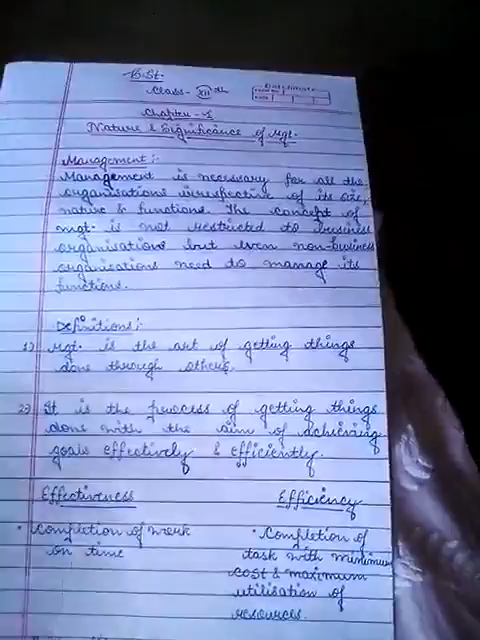 B.St.
Class - XII th
Date
Chapter - 1
Nature & Significance of Mgt.
Management :-
Management is necessary for all the
organisations irrespective of its size,
nature & functions. The concept of
mgt. is not restricted to business
organisations but even non-business
organisations need to manage its
functions.
Definitions :-
1) Mgt. is the art of getting things
done through others.
2) It is the process of getting things
done with the aim of achieving
goals effectively & efficiently.
Effectiveness Efficiency
• Completion of work • Completion of
on time task with minimum
cost & maximum
utilisation of
resources.